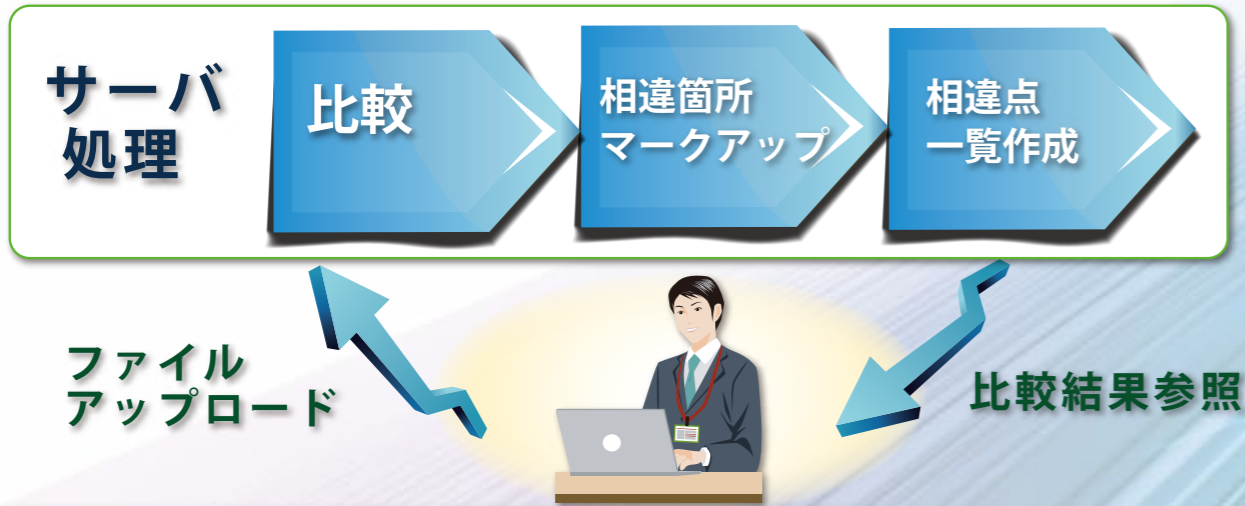 サーバ
処理
比較
相違箇所
マークアップ
相違点
一覧作成
ファイル
アップロード
比較結果参照